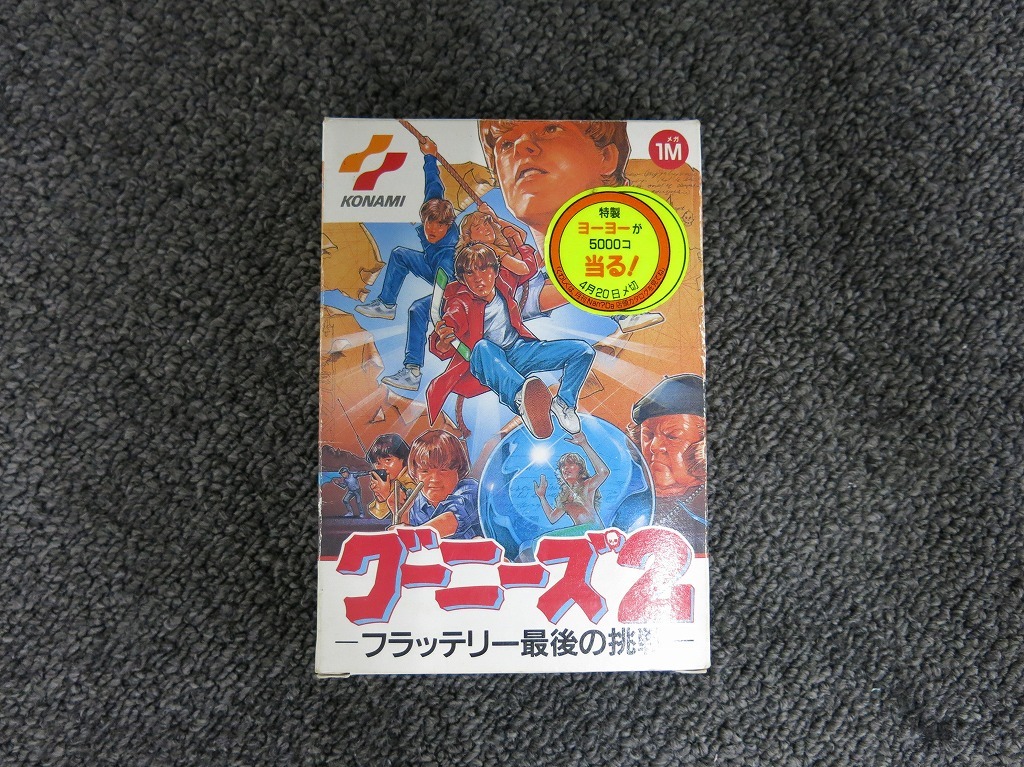 KONAMI
メガ
1M
特製
ヨーヨーが
5000コ
当る!
4月20日〆切
グーニーズ2
−フラッテリー最後の挑戦−